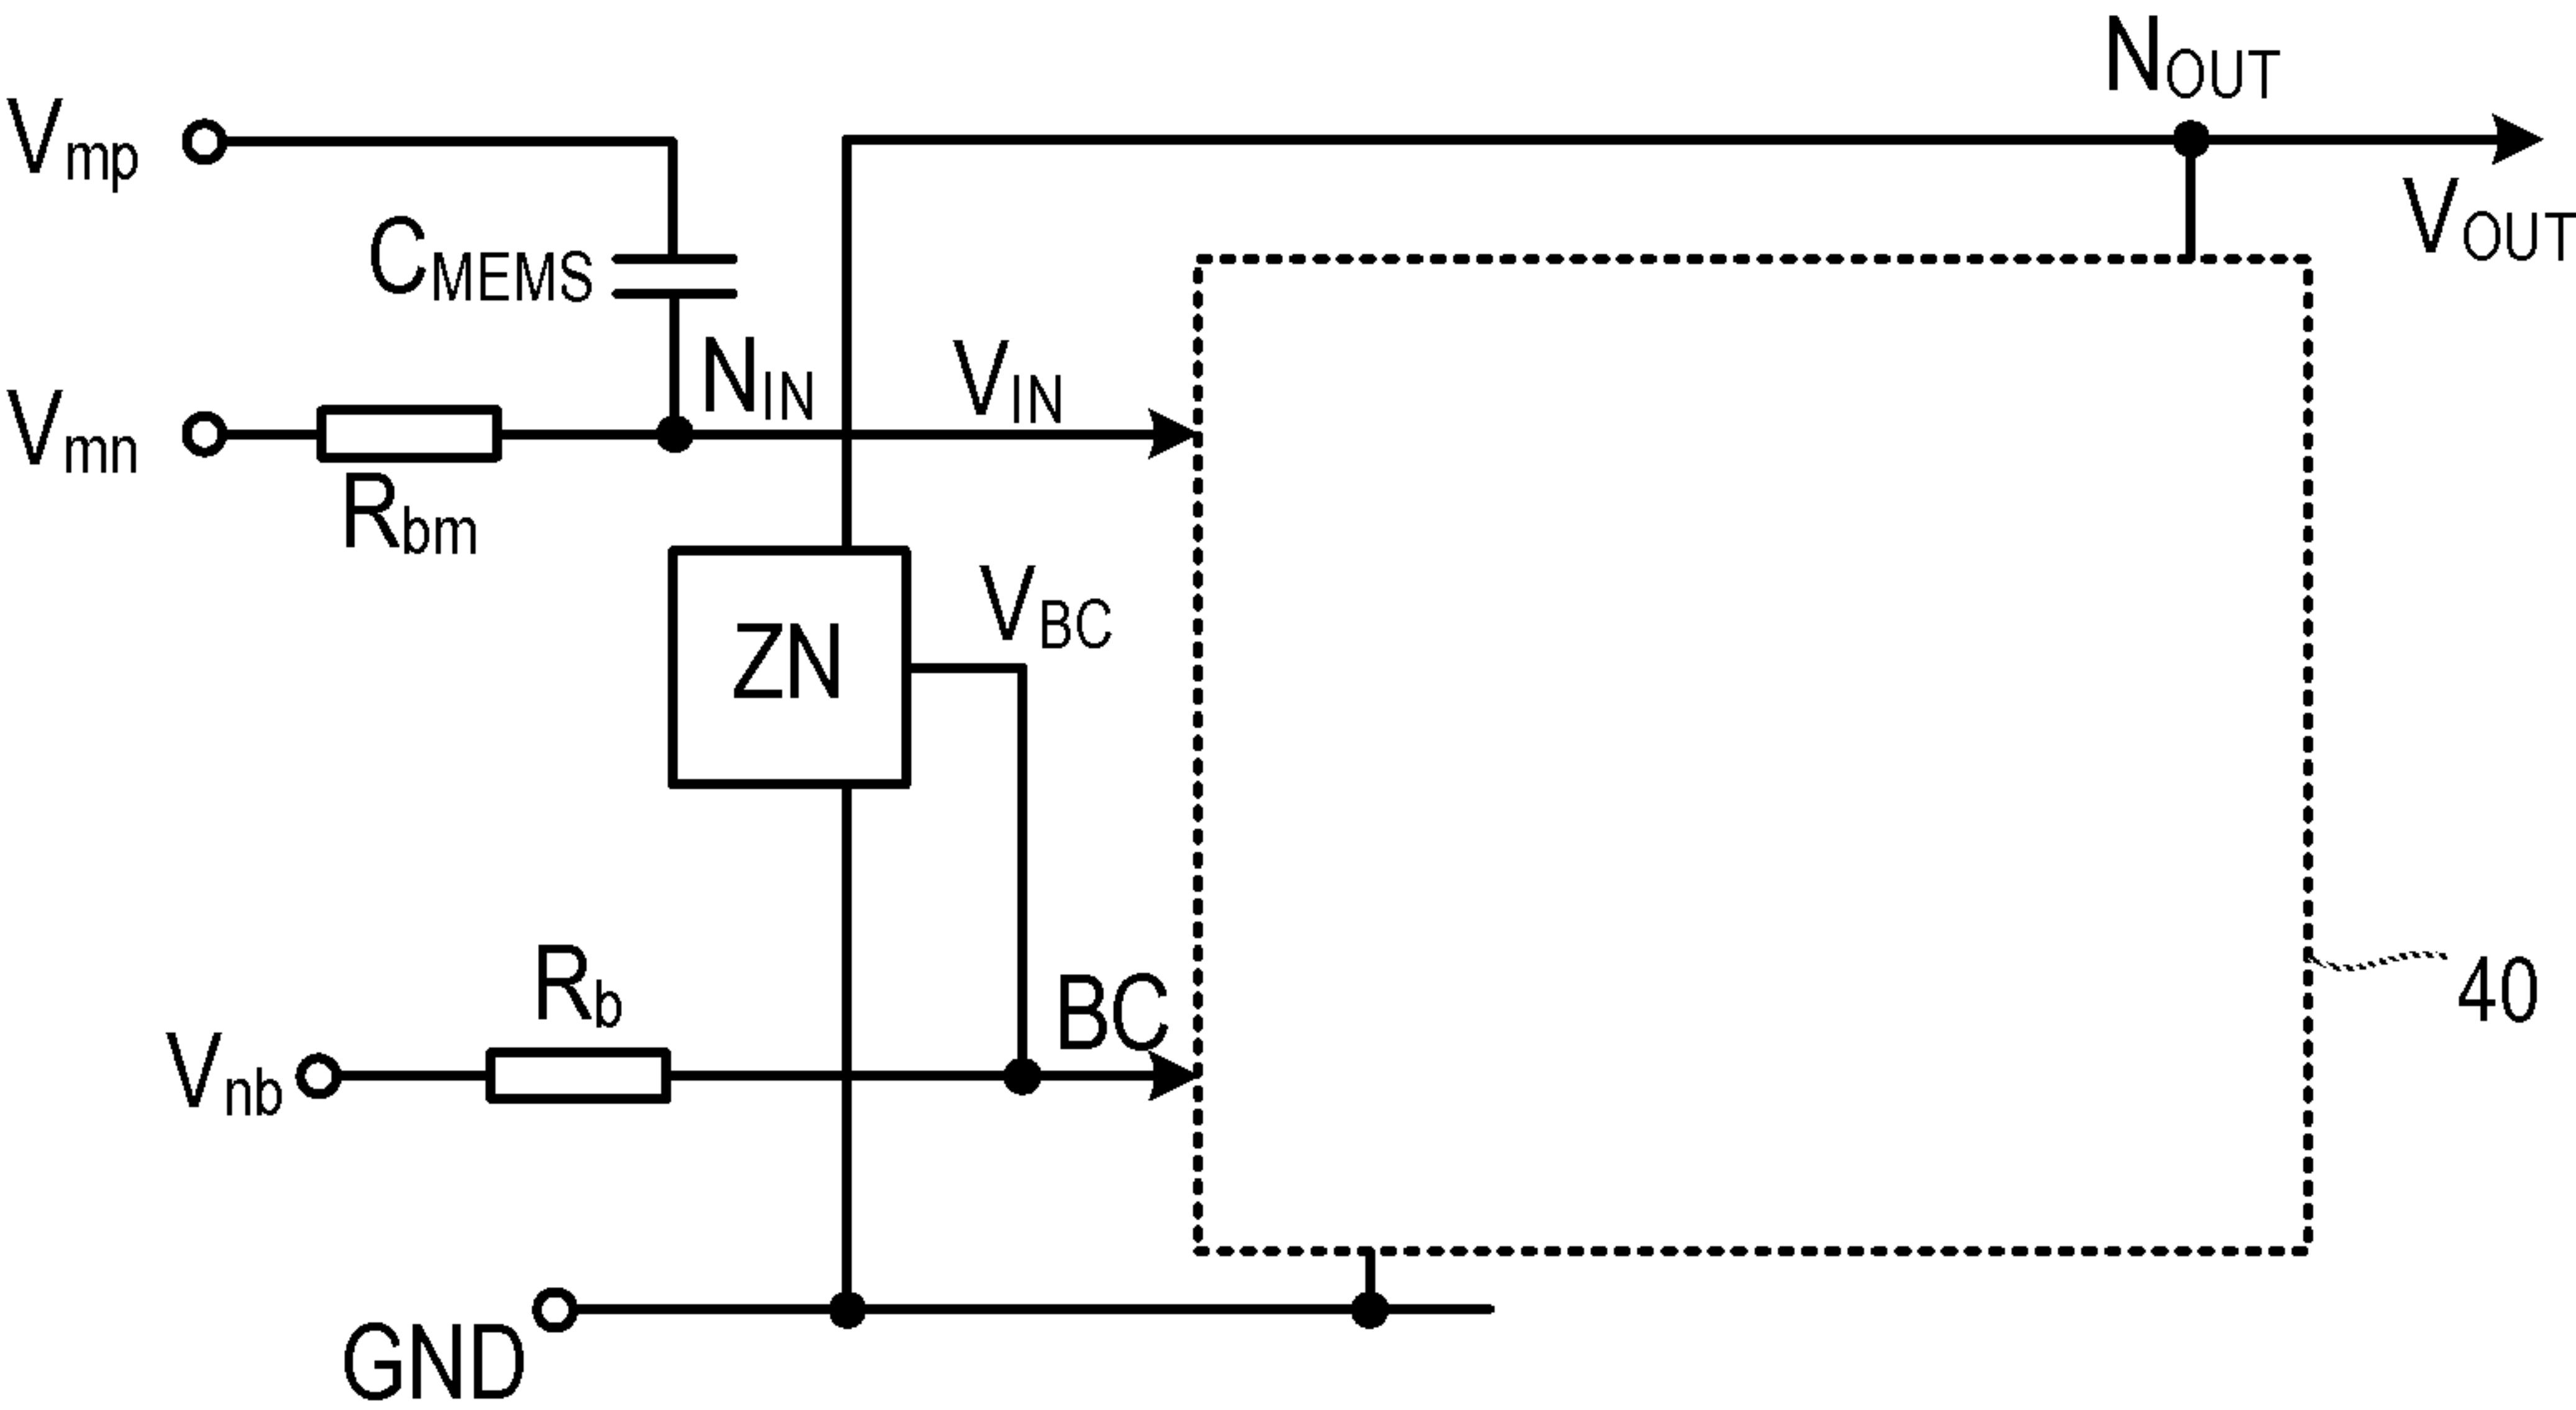 NOUT
Vmp
VOUT
CMEMS
NIN
VIN
Vmn
Rbm
VBC
ZN
Rb
BC
40
Vnb
GND